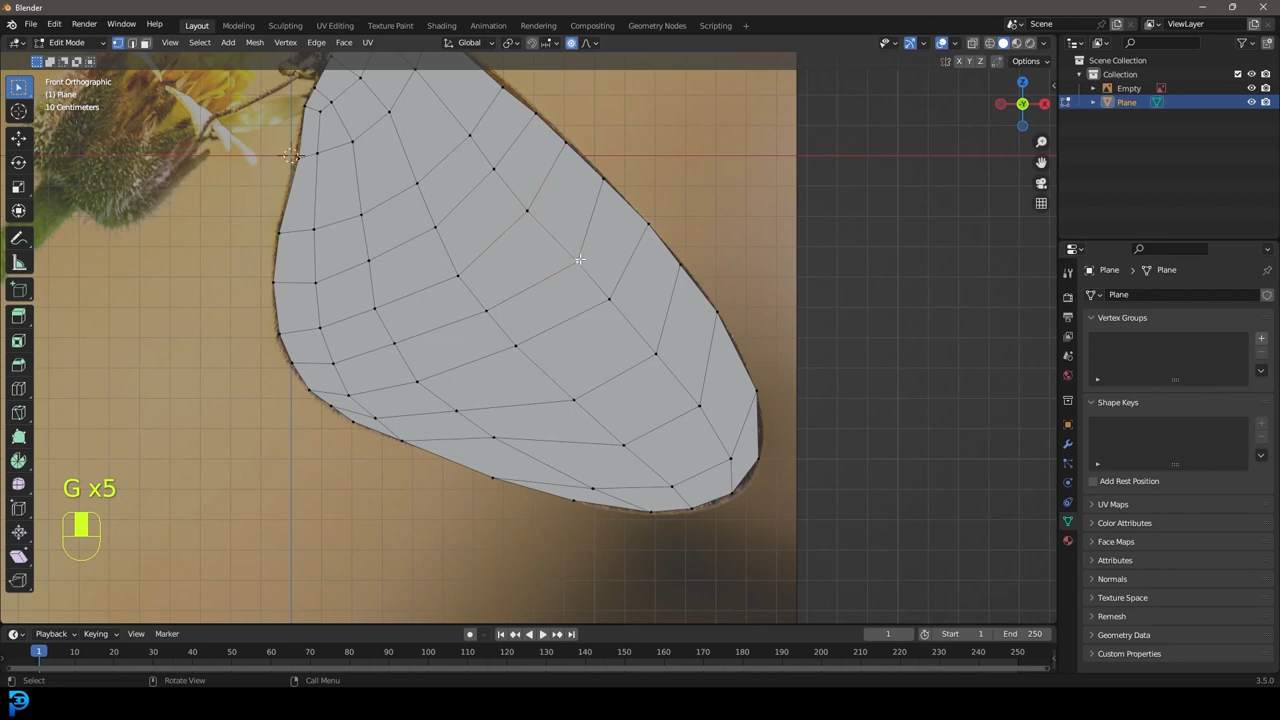 Blender
File Edit Render Window Help Layout Modeling Sculpting UV Editing Texture Paint Shading Animation Rendering Compositing Geometry Nodes Scripting + Scene ViewLayer
Edit Mode View Select Add Mesh Vertex Edge Face UV Global
X Y Z Options
Scene Collection
Collection
Empty
Plane
Front Orthographic
(1) Plane
10 Centimeters
Z
Y
X
Plane > Plane
Plane
Vertex Groups
Shape Keys
Add Rest Position
UV Maps
Color Attributes
Face Maps
Attributes
Normals
Texture Space
Remesh
Geometry Data
Custom Properties
G x5
Playback Keying View Marker 1 Start 1 End 250
1 10 20 30 40 50 60 70 80 90 100 110 120 130 140 150 160 170 180 190 200 210 220 230 240 250
Select Rotate View Call Menu 3.5.0